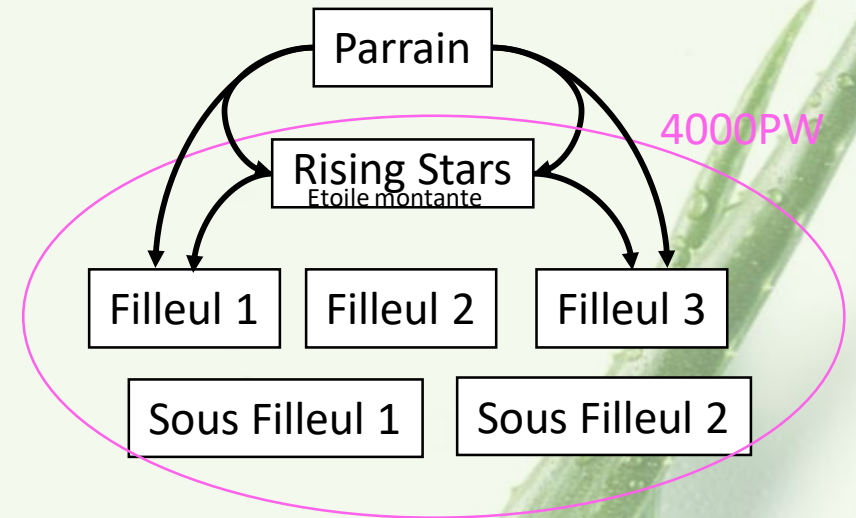 Parrain
4000PW
Rising Stars
Etoile montante
Filleul 1
Filleul 2
Filleul 3
Sous Filleul 1
Sous Filleul 2